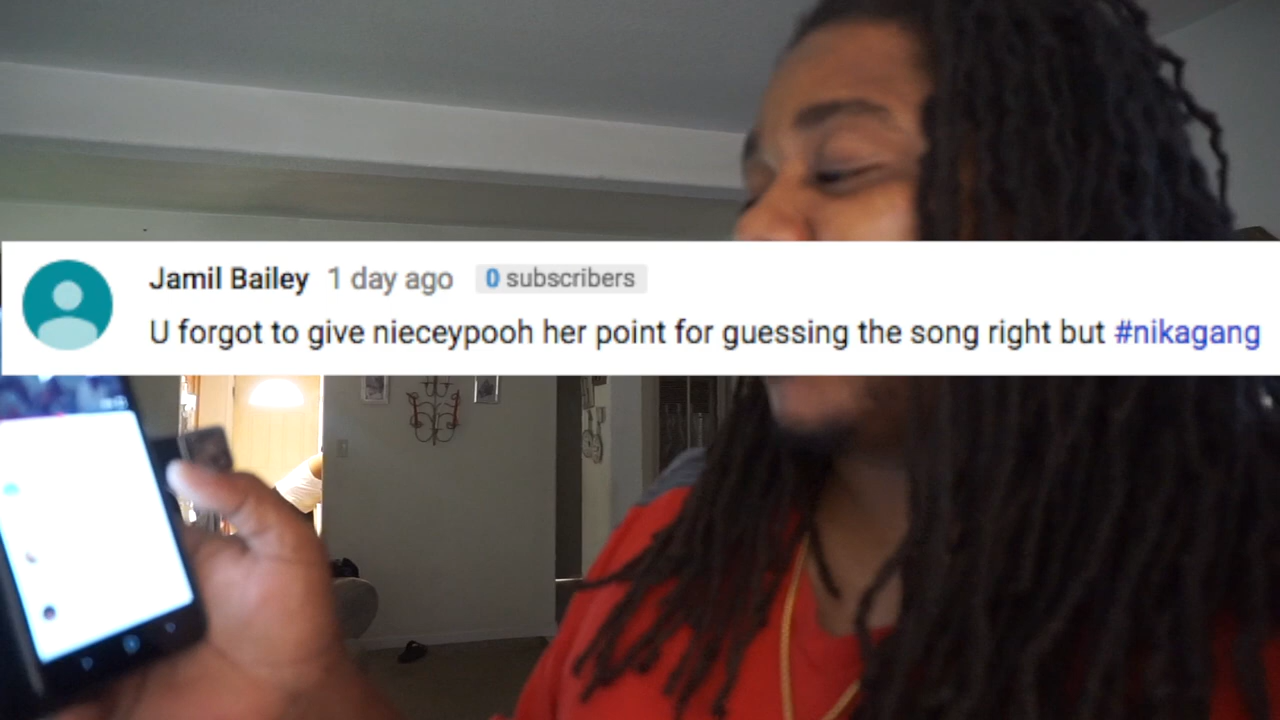 Jamil Bailey 1 day ago 0 subscribers
U forgot to give nieceypooh her point for guessing the song right but #nikagang